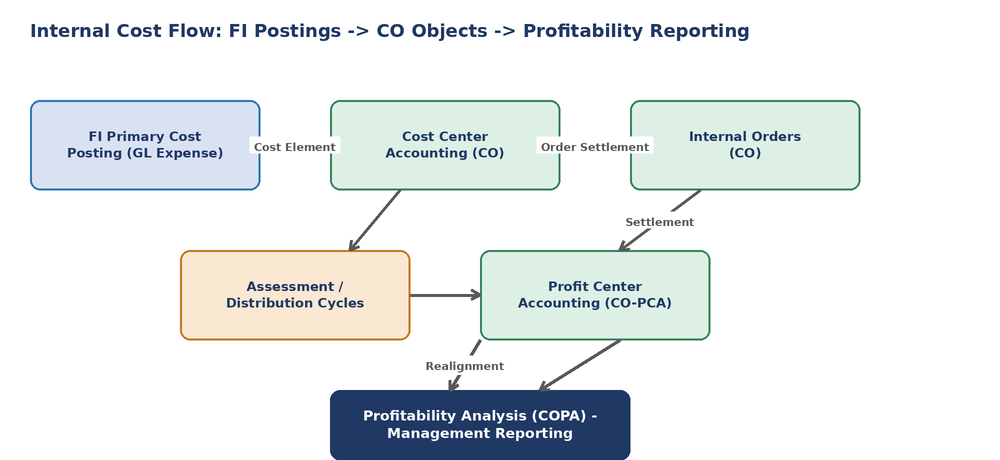 Internal Cost Flow: FI Postings -> CO Objects -> Profitability Reporting
FI Primary Cost
Posting (GL Expense)
Cost Element
Cost Center
Accounting (CO)
Order Settlement
Internal Orders
(CO)
Settlement
Assessment /
Distribution Cycles
Profit Center
Accounting (CO-PCA)
Realignment
Profitability Analysis (COPA) -
Management Reporting